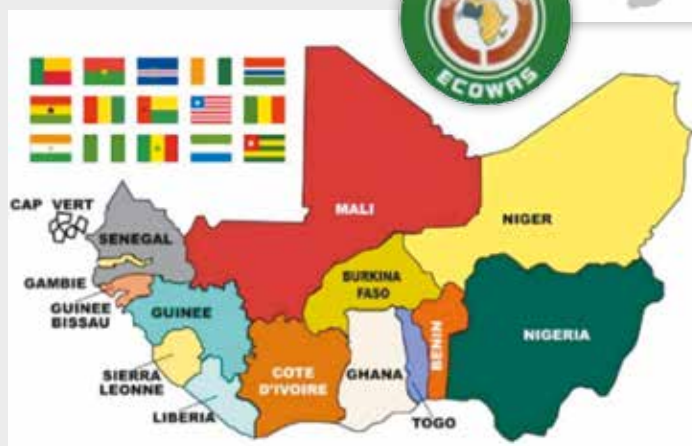 ECOWAS
CAP VERT
SENEGAL
MALI
NIGER
GAMBIE
GUINEE
BISSAU
GUINEE
BURKINA
FASO
NIGERIA
SIERRA
LEONNE
LIBERIA
COTE
D'IVOIRE
GHANA
TOGO
BENIN